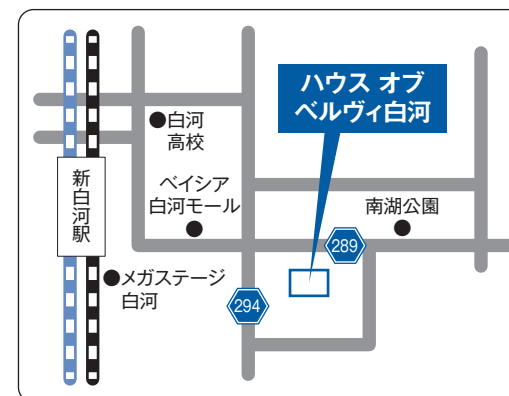 ハウス オブ
ベルヴィ白河
白河
高校
ベイシア
白河モール
南湖公園
新白河駅
289
メガステージ
白河
294